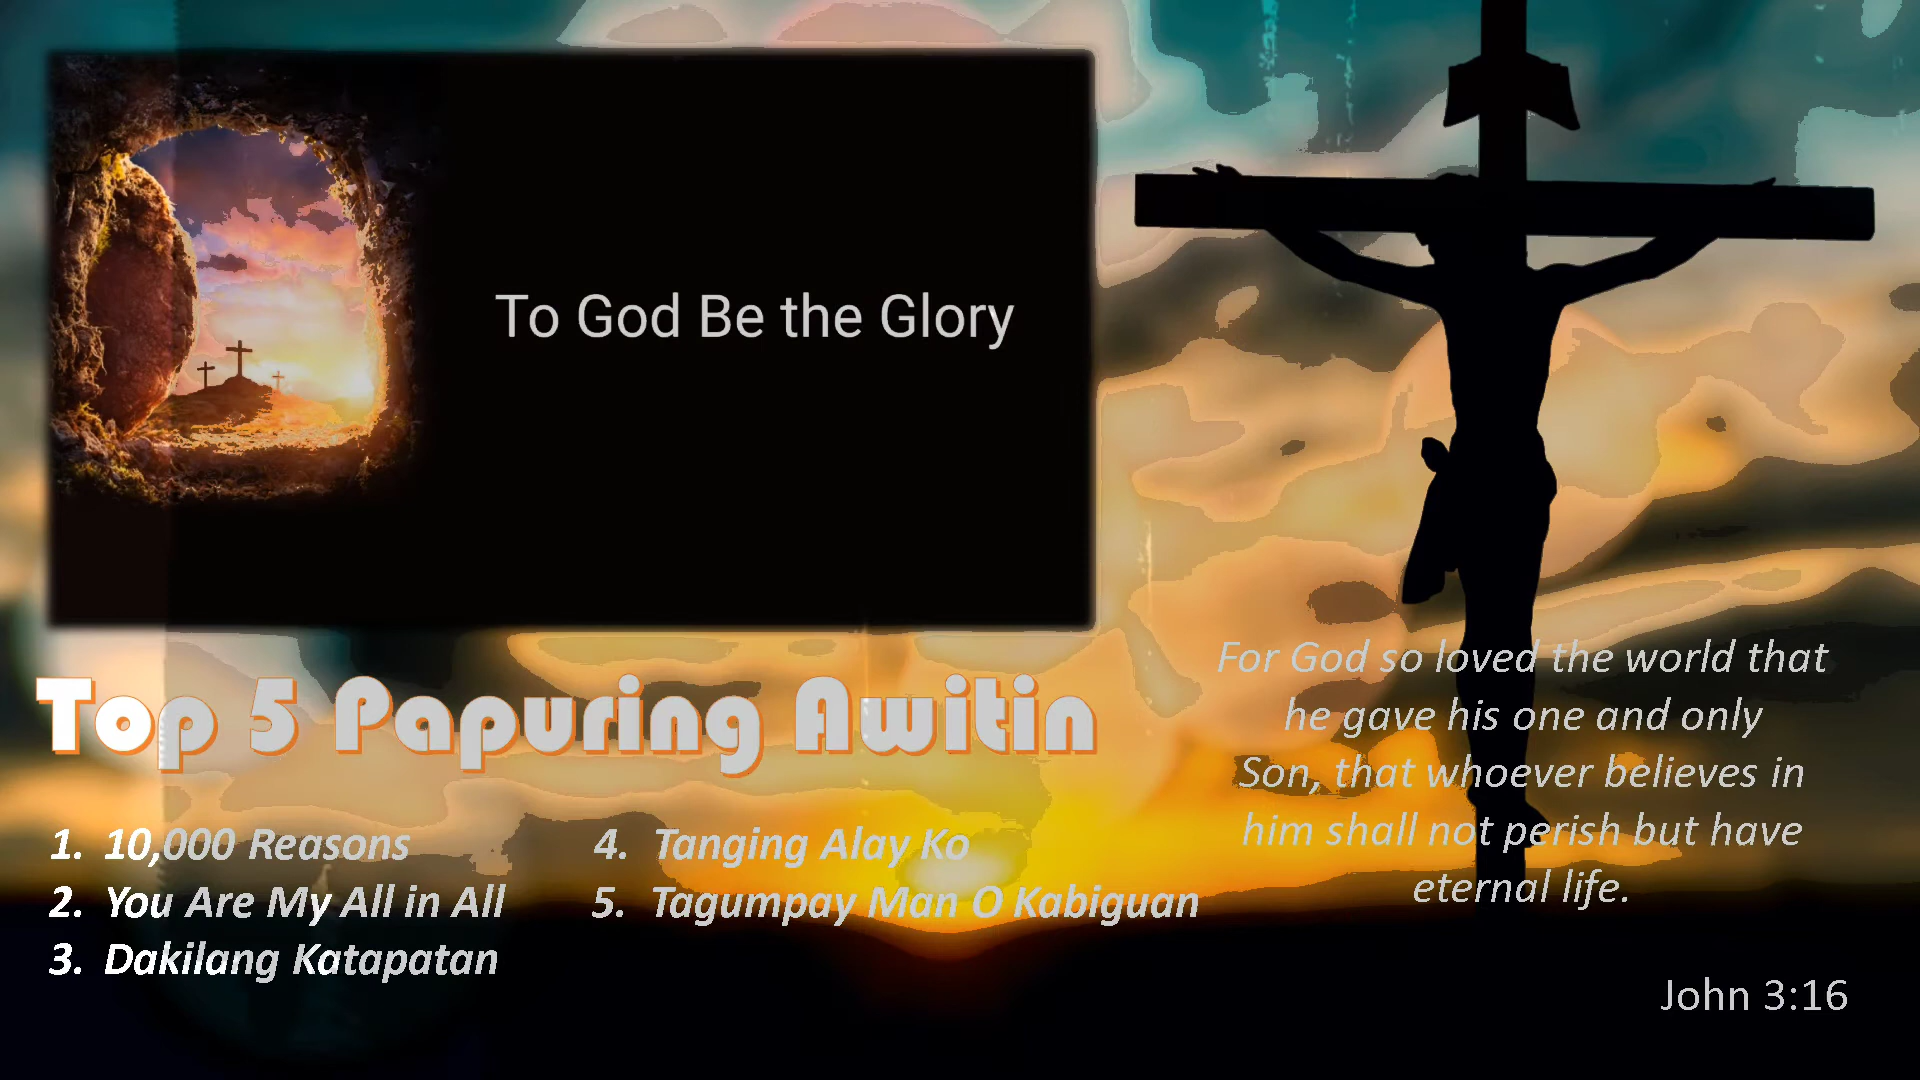 To God Be the Glory
Top 5 Papuring Awitin
1. 10,000 Reasons
2. You Are My All in All
3. Dakilang Katapatan
4. Tanging Alay Ko
5. Tagumpay Man O Kabiguan
For God so loved the world that
he gave his one and only
Son, that whoever believes in
him shall not perish but have
eternal life.
John 3:16